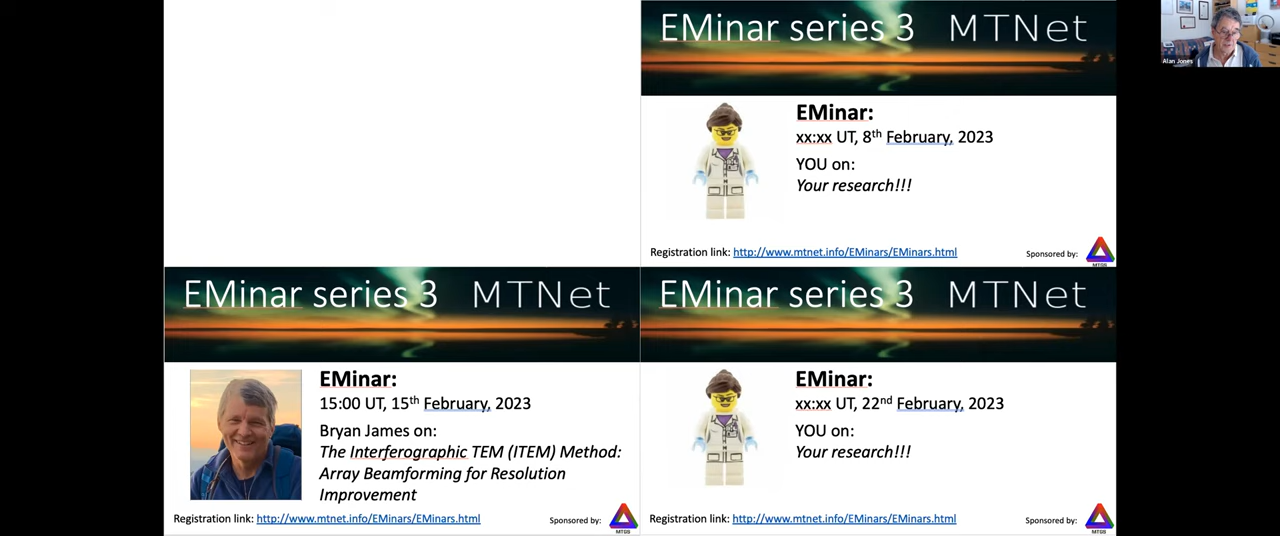 EMinar series 3 MTNet
Alan Jones
EMinar:
xx:xx UT, 8th February, 2023
YOU on:
Your research!!!
Registration link: http://www.mtnet.info/EMinars/EMinars.html
Sponsored by:
MTGS
EMinar series 3 MTNet
EMinar:
15:00 UT, 15th February, 2023
Bryan James on:
The Interferographic TEM (ITEM) Method:
Array Beamforming for Resolution
Improvement
Registration link: http://www.mtnet.info/EMinars/EMinars.html
Sponsored by:
MTGS
EMinar series 3 MTNet
EMinar:
xx:xx UT, 22nd February, 2023
YOU on:
Your research!!!
Registration link: http://www.mtnet.info/EMinars/EMinars.html
Sponsored by:
MTGS